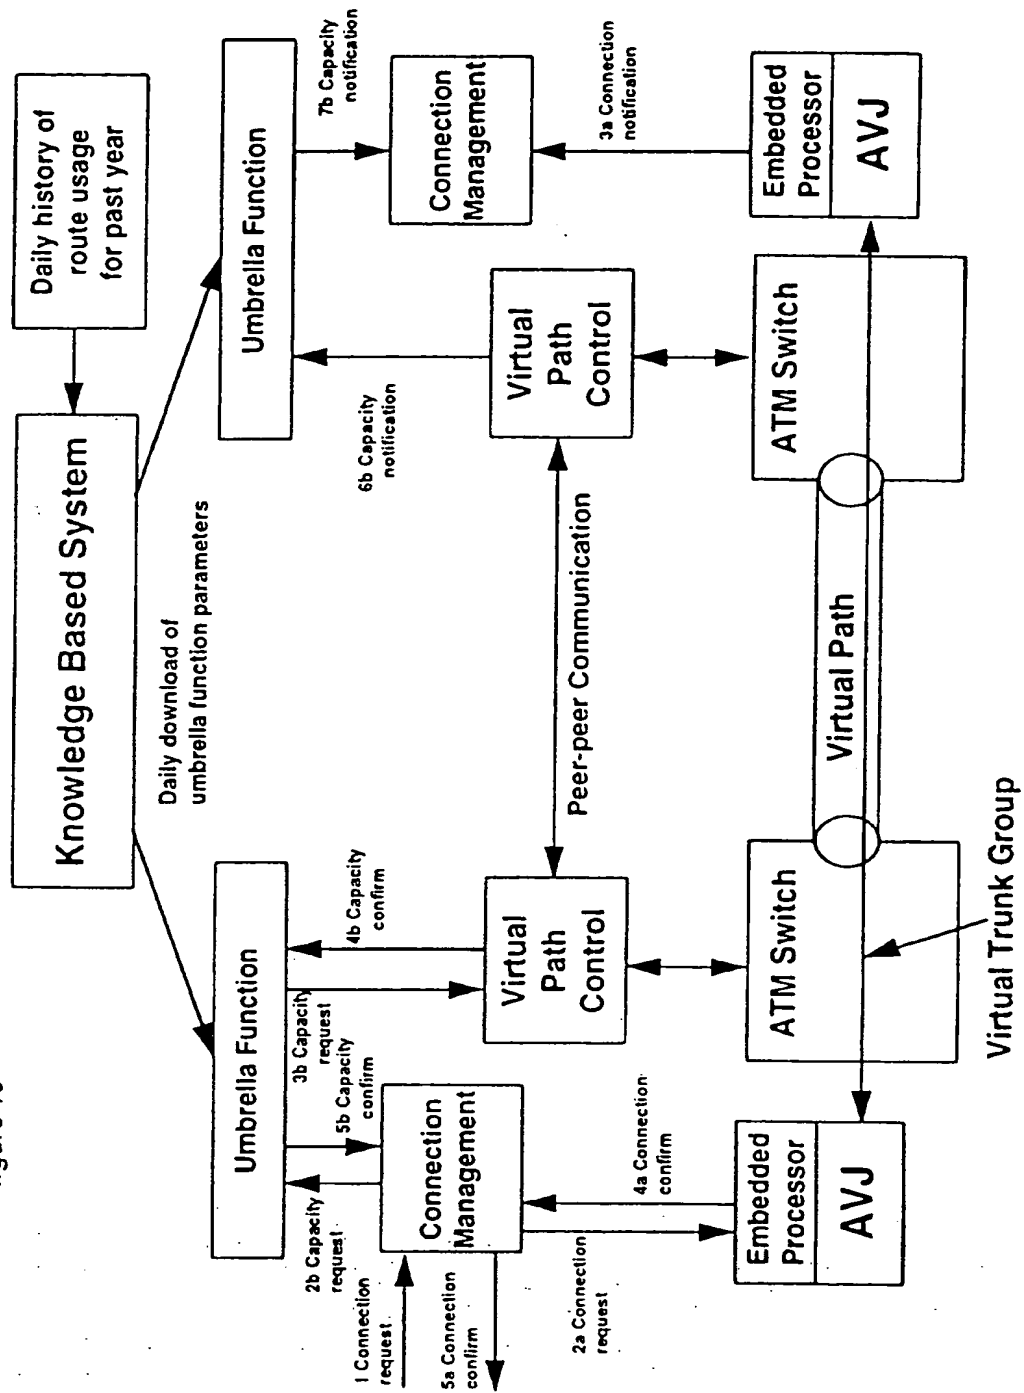 Daily history of
route usage
for past year
Knowledge Based System
Daily download of
umbrella function parameters
Umbrella Function
Umbrella Function
1 Connection
request
5a Connection
confirm
2b Capacity
request
5b Capacity
confirm
3b Capacity
request
4b Capacity
confirm
6b Capacity
notification
7b Capacity
notification
Connection
Management
Virtual
Path
Control
Peer-peer Communication
Virtual
Path
Control
Connection
Management
2a Connection
request
4a Connection
confirm
3a Connection
notification
Embedded
Processor
AVJ
ATM Switch
Virtual Path
ATM Switch
Embedded
Processor
AVJ
Virtual Trunk Group